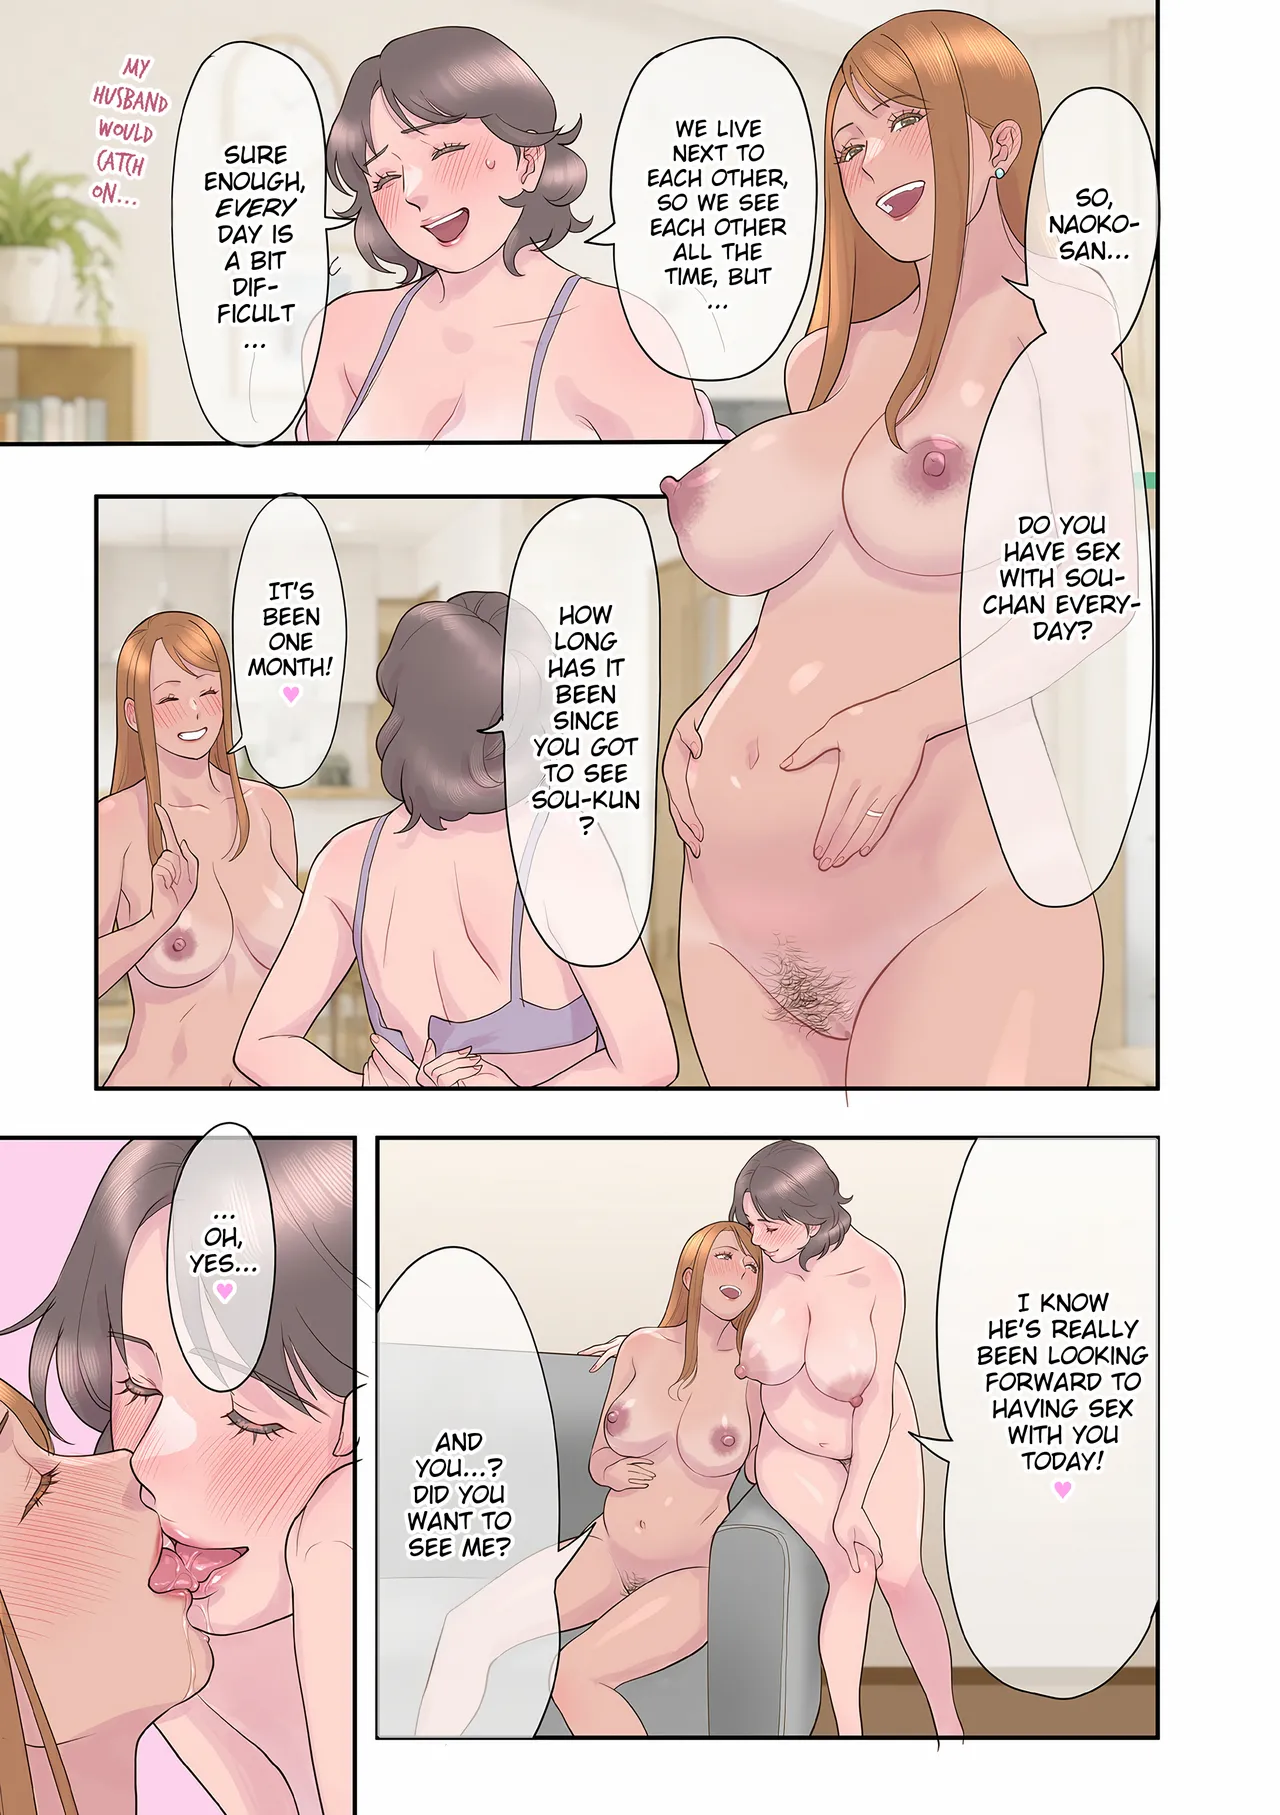 SO,
NAOKO-
SAN...
DO YOU
HAVE SEX
WITH SOU-
CHAN EVERY-
DAY?
WE LIVE
NEXT TO
EACH OTHER,
SO WE SEE
EACH OTHER
ALL THE
TIME, BUT
...
SURE
ENOUGH,
EVERY
DAY IS
A BIT
DIF-
FICULT
...
MY
HUSBAND
WOULD
CATCH
ON...
HOW
LONG
HAS IT
BEEN
SINCE
YOU GOT
TO SEE
SOU-KUN
?
IT'S
BEEN
ONE
MONTH!
♥
I KNOW
HE'S REALLY
BEEN LOOKING
FORWARD TO
HAVING SEX
WITH YOU
TODAY!
♥
AND
YOU...?
DID YOU
WANT TO
SEE ME?
...
OH,
YES...
♥